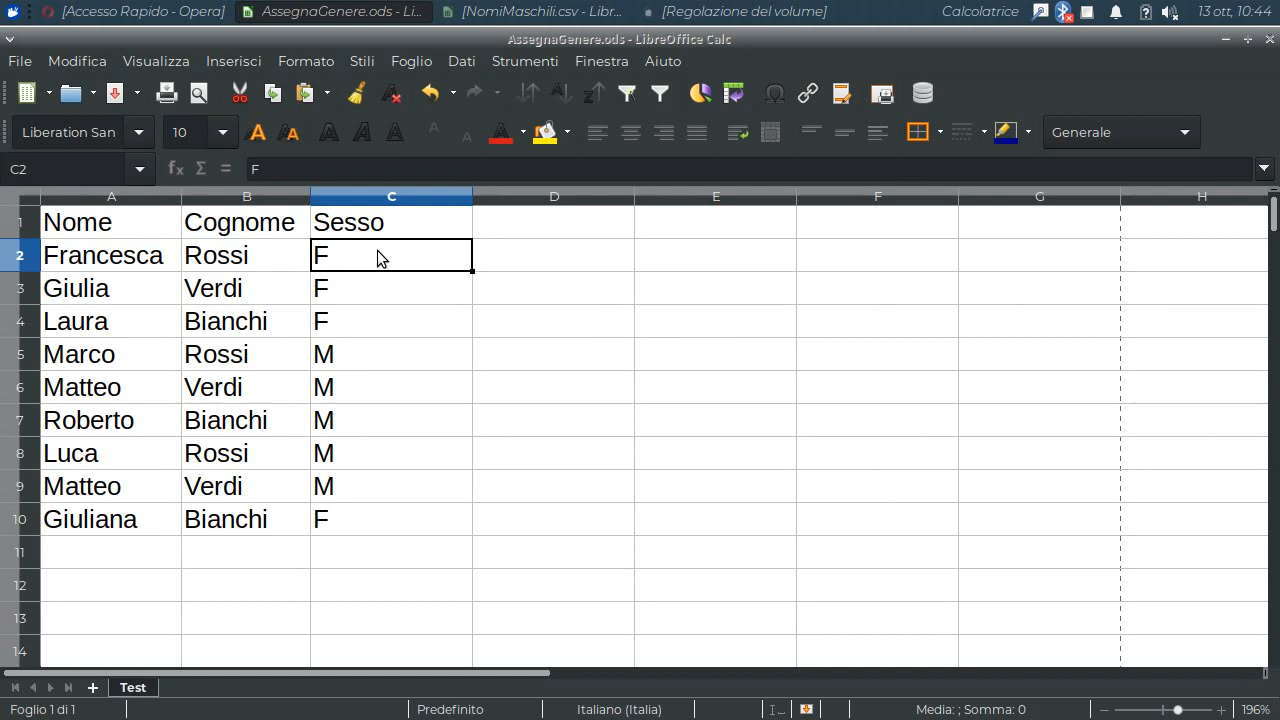 [Accesso Rapido - Opera] AssegnaGenere.ods - Li... [NomiMaschili.csv - Libr... [Regolazione del volume] Calcolatrice 13 ott, 10:44
AssegnaGenere.ods - LibreOffice Calc
File Modifica Visualizza Inserisci Formato Stili Foglio Dati Strumenti Finestra Aiuto
Liberation San 10 Generale
C2 F
A B C D E F G H
1 Nome Cognome Sesso
2 Francesca Rossi F
3 Giulia Verdi F
4 Laura Bianchi F
5 Marco Rossi M
6 Matteo Verdi M
7 Roberto Bianchi M
8 Luca Rossi M
9 Matteo Verdi M
10 Giuliana Bianchi F
11
12
13
14
Test
Foglio 1 di 1 Predefinito Italiano (Italia) Media: ; Somma: 0 196%